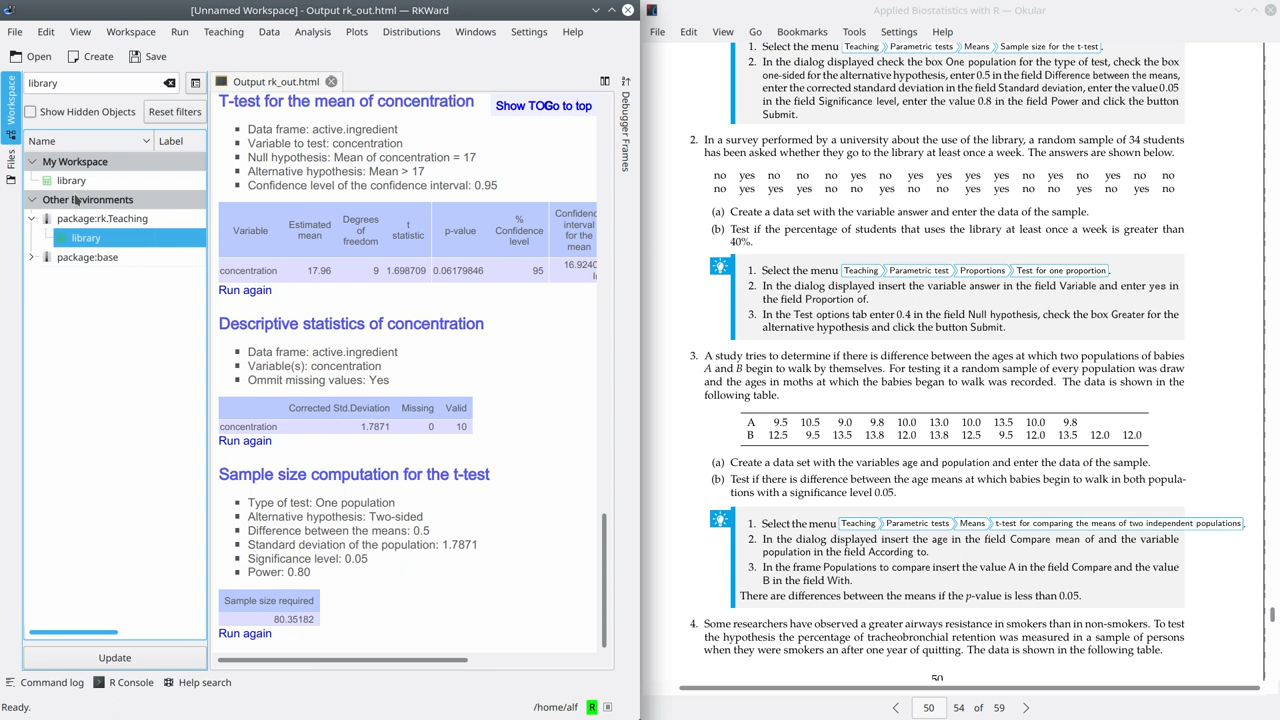 [Unnamed Workspace] - Output rk_out.html — RKWard
File Edit View Workspace Run Teaching Data Analysis Plots Distributions Windows Settings Help
Open Create Save
library
Show Hidden Objects Reset filters
Name Label
My Workspace
library
Other Environments
package:rk.Teaching
library
package:base
Update
Workspace
Files
Output rk_out.html
Debugger Frames
T-test for the mean of concentration
Show TOGo to top
Data frame: active.ingredient
Variable to test: concentration
Null hypothesis: Mean of concentration = 17
Alternative hypothesis: Mean > 17
Confidence level of the confidence interval: 0.95
Variable Estimated mean Degrees of freedom t statistic p-value % Confidence level Confidenc interval for the mean
concentration 17.96 9 1.698709 0.06179846 95 16.9240
Run again
Descriptive statistics of concentration
Data frame: active.ingredient
Variable(s): concentration
Ommit missing values: Yes
Corrected Std.Deviation Missing Valid
concentration 1.7871 0 10
Run again
Sample size computation for the t-test
Type of test: One population
Alternative hypothesis: Two-sided
Difference between the means: 0.5
Standard deviation of the population: 1.7871
Significance level: 0.05
Power: 0.80
Sample size required
80.35182
Run again
Command log R Console Help search
Ready. /home/alf R
Applied Biostatistics with R — Okular
File Edit View Go Bookmarks Tools Settings Help
1. Select the menu Teaching Parametric tests Means Sample size for the t-test.
2. In the dialog displayed check the box One population for the type of test, check the box
one-sided for the alternative hypothesis, enter 0.5 in the field Difference between the means,
enter the corrected standard deviation in the field Standard deviation, enter the value 0.05
in the field Significance level, enter the value 0.8 in the field Power and click the button
Submit.
2. In a survey performed by a university about the use of the library, a random sample of 34 students
has been asked whether they go to the library at least once a week. The answers are shown below.
no yes no no no yes no yes yes yes yes no yes no yes no no
no yes yes yes no no yes no yes no no no yes no no yes no
(a) Create a data set with the variable answer and enter the data of the sample.
(b) Test if the percentage of students that uses the library at least once a week is greater than
40%.
1. Select the menu Teaching Parametric test Proportions Test for one proportion.
2. In the dialog displayed insert the variable answer in the field Variable and enter yes in
the field Proportion of.
3. In the Test options tab enter 0.4 in the field Null hypothesis, check the box Greater for the
alternative hypothesis and click the button Submit.
3. A study tries to determine if there is difference between the ages at which two populations of babies
A and B begin to walk by themselves. For testing it a random sample of every population was draw
and the ages in moths at which the babies began to walk was recorded. The data is shown in the
following table.
A 9.5 10.5 9.0 9.8 10.0 13.0 10.0 13.5 10.0 9.8
B 12.5 9.5 13.5 13.8 12.0 13.8 12.5 9.5 12.0 13.5 12.0 12.0
(a) Create a data set with the variables age and population and enter the data of the sample.
(b) Test if there is difference between the age means at which babies begin to walk in both popula-
tions with a significance level 0.05.
1. Select the menu Teaching Parametric tests Means t-test for comparing the means of two independent populations.
2. In the dialog displayed insert the age in the field Compare mean of and the variable
population in the field According to.
3. In the frame Populations to compare insert the value A in the field Compare and the value
B in the field With.
There are differences between the means if the p-value is less than 0.05.
4. Some researchers have observed a greater airways resistance in smokers than in non-smokers. To test
the hypothesis the percentage of tracheobronchial retention was measured in a sample of persons
when they were smokers an after one year of quitting. The data is shown in the following table.
50
50 54 of 59